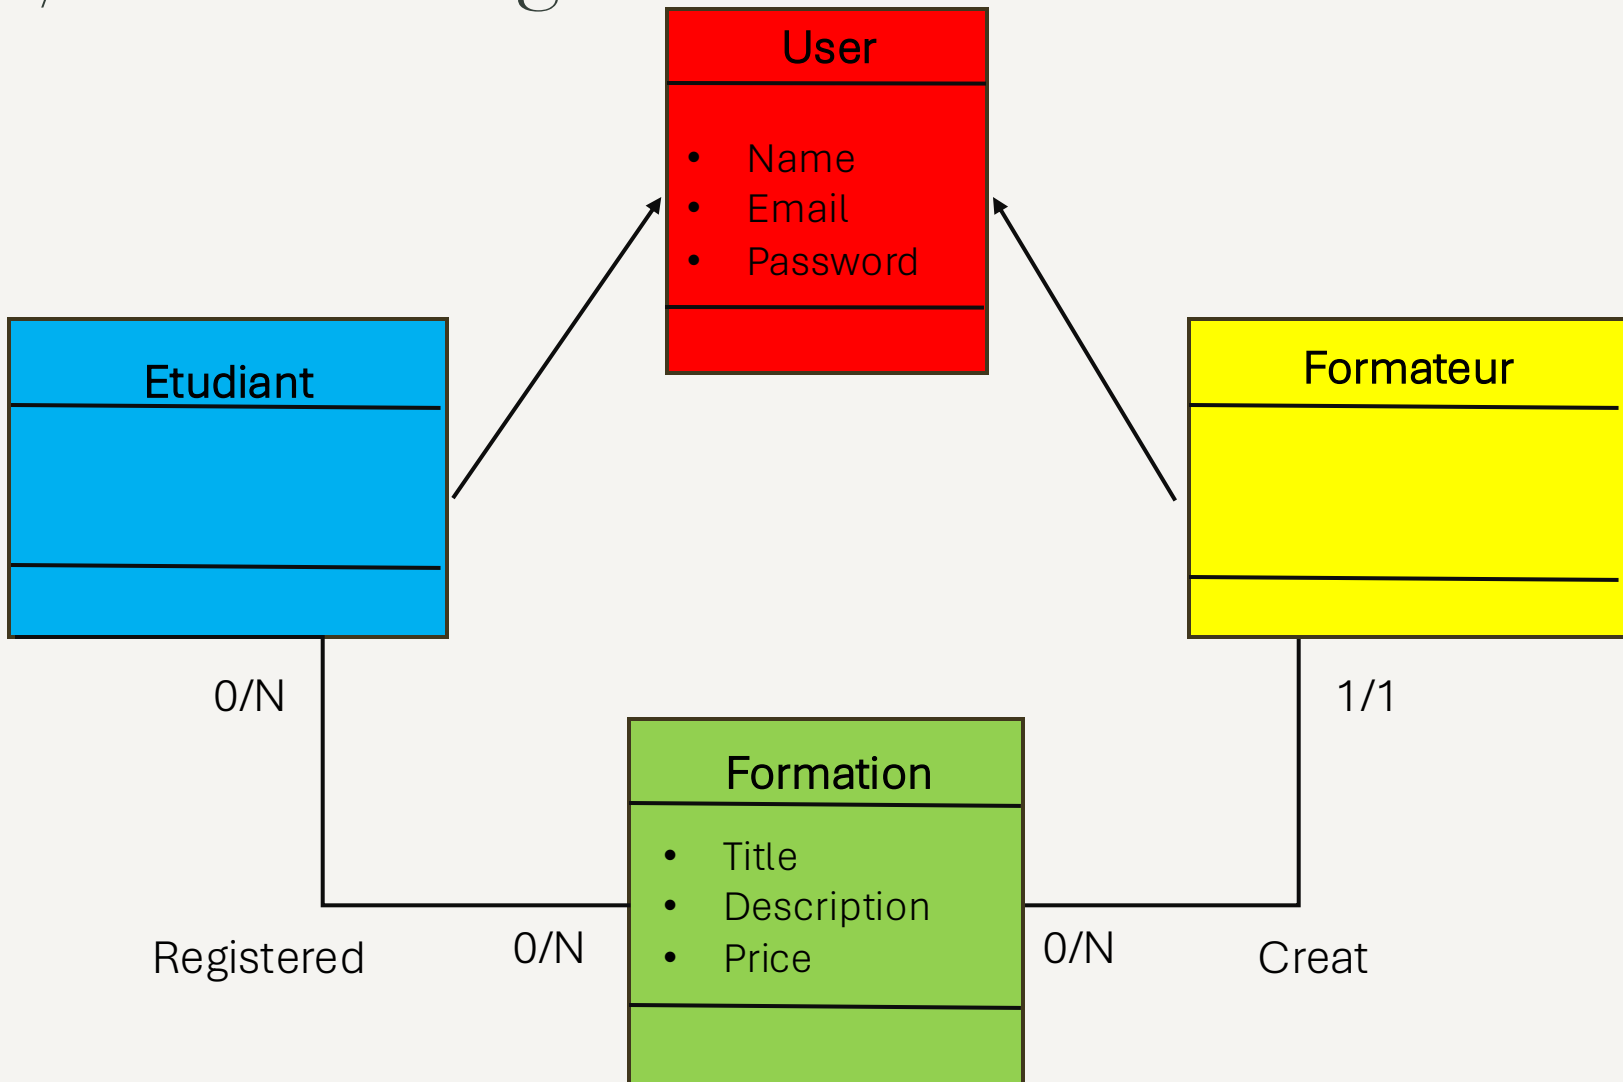 User
• Name
• Email
• Password
Etudiant
Formateur
0/N
1/1
Formation
• Title
• Description
• Price
Registered
0/N
0/N
Creat